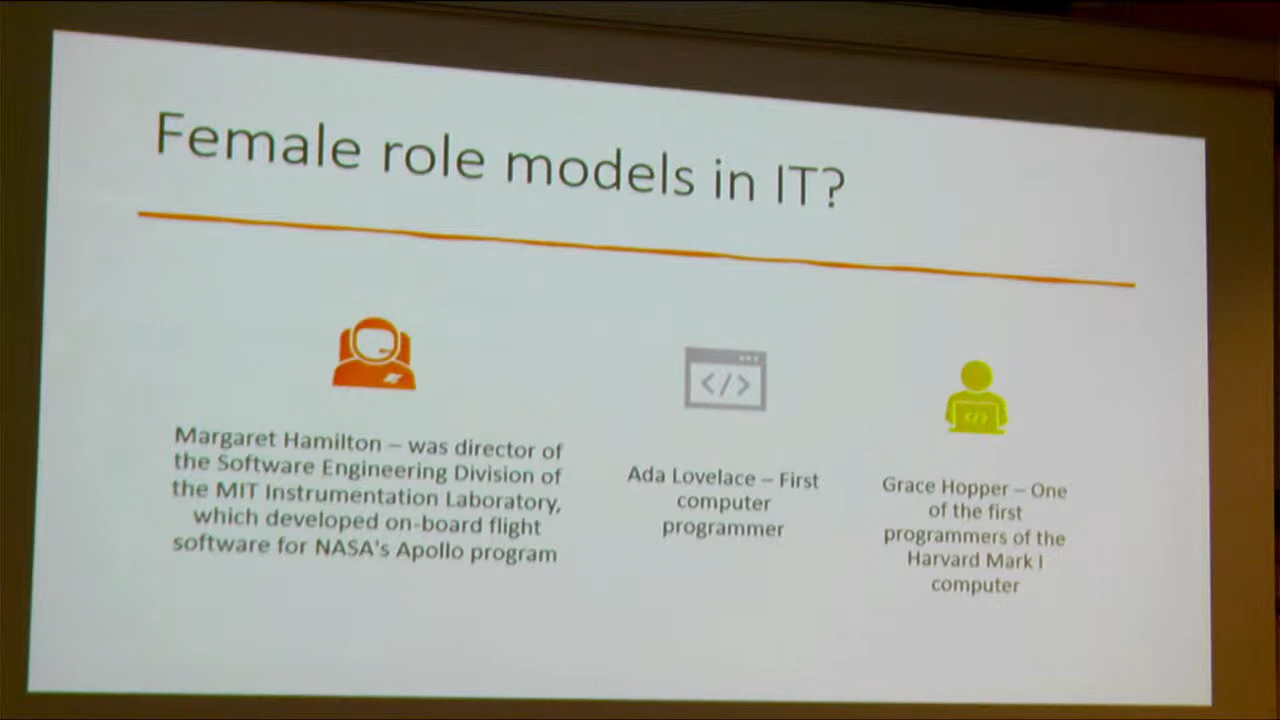 Female role models in IT?
Margaret Hamilton – was director of
the Software Engineering Division of
the MIT Instrumentation Laboratory,
which developed on-board flight
software for NASA's Apollo program
Ada Lovelace – First
computer
programmer
Grace Hopper – One
of the first
programmers of the
Harvard Mark I
computer